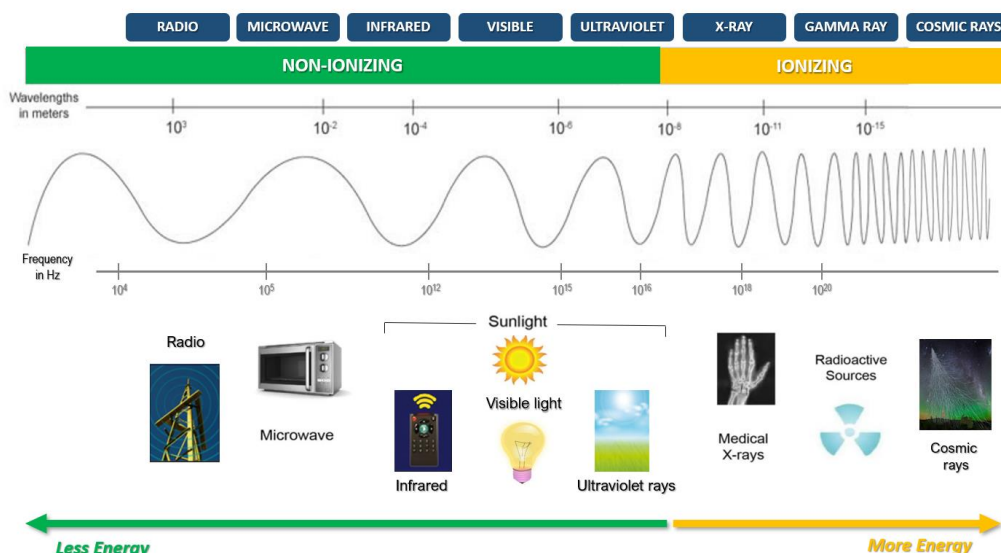 RADIO
MICROWAVE
INFRARED
VISIBLE
ULTRAVIOLET
X-RAY
GAMMA RAY
COSMIC RAYS
NON-IONIZING
IONIZING
Wavelengths
in meters
10³
10⁻²
10⁻⁴
10⁻⁶
10⁻⁸
10⁻¹¹
10⁻¹⁵
Frequency
in Hz
10⁴
10⁵
10¹²
10¹⁵
10¹⁶
10¹⁸
10²⁰
Sunlight
Radio
Microwave
Infrared
Visible light
Ultraviolet rays
Medical
X-rays
Radioactive
Sources
Cosmic
rays
Less Energy
More Energy